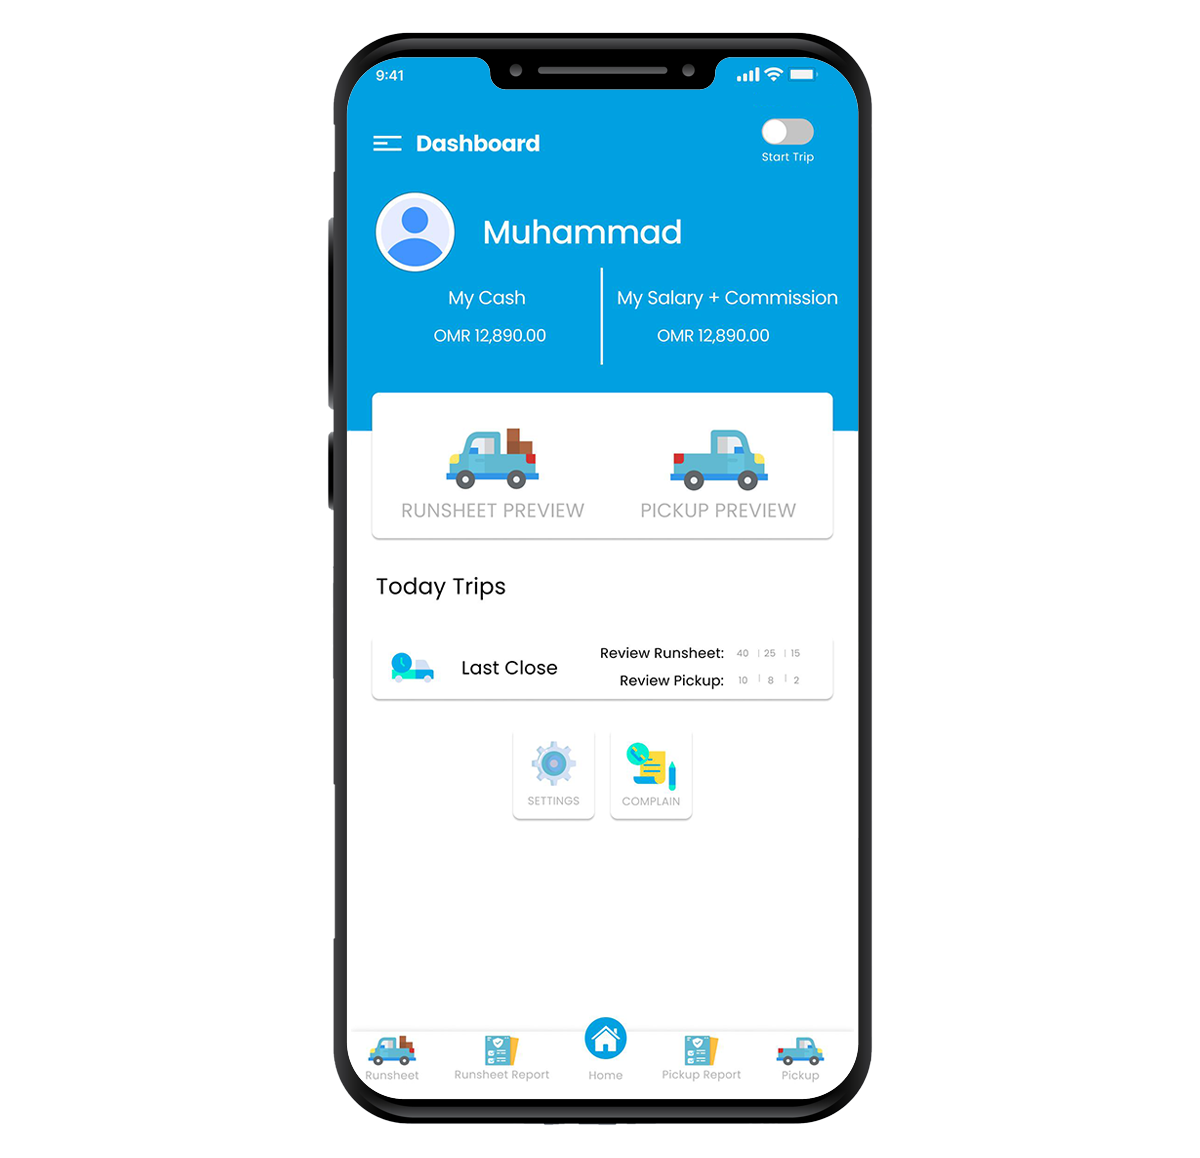 9:41
Dashboard
Start Trip
Muhammad
My Cash
My Salary + Commission
OMR 12,890.00
OMR 12,890.00
RUNSHEET PREVIEW
PICKUP PREVIEW
Today Trips
Last Close
Review Runsheet: 40 | 25 | 15
Review Pickup: 10 | 8 | 2
SETTINGS
COMPLAIN
Runsheet
Runsheet Report
Home
Pickup Report
Pickup